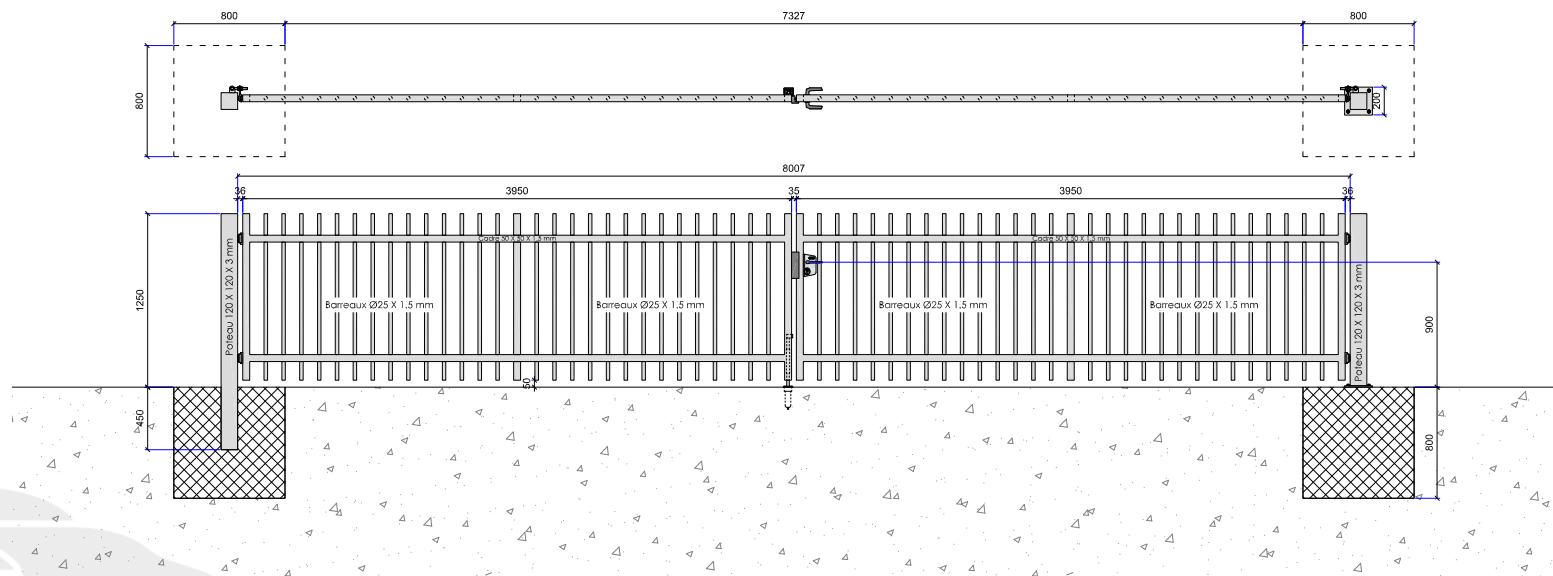 800
7327
800
800
200
8007
36
3950
35
3950
36
Cadre 50 X 50 X 1.5 mm
Cadre 50 X 50 X 1.5 mm
Poteau 120 X 120 X 3 mm
1250
Barreaux Ø25 X 1.5 mm
Barreaux Ø25 X 1.5 mm
Barreaux Ø25 X 1.5 mm
Barreaux Ø25 X 1.5 mm
Poteau 120 X 120 X 3 mm
900
50
450
800